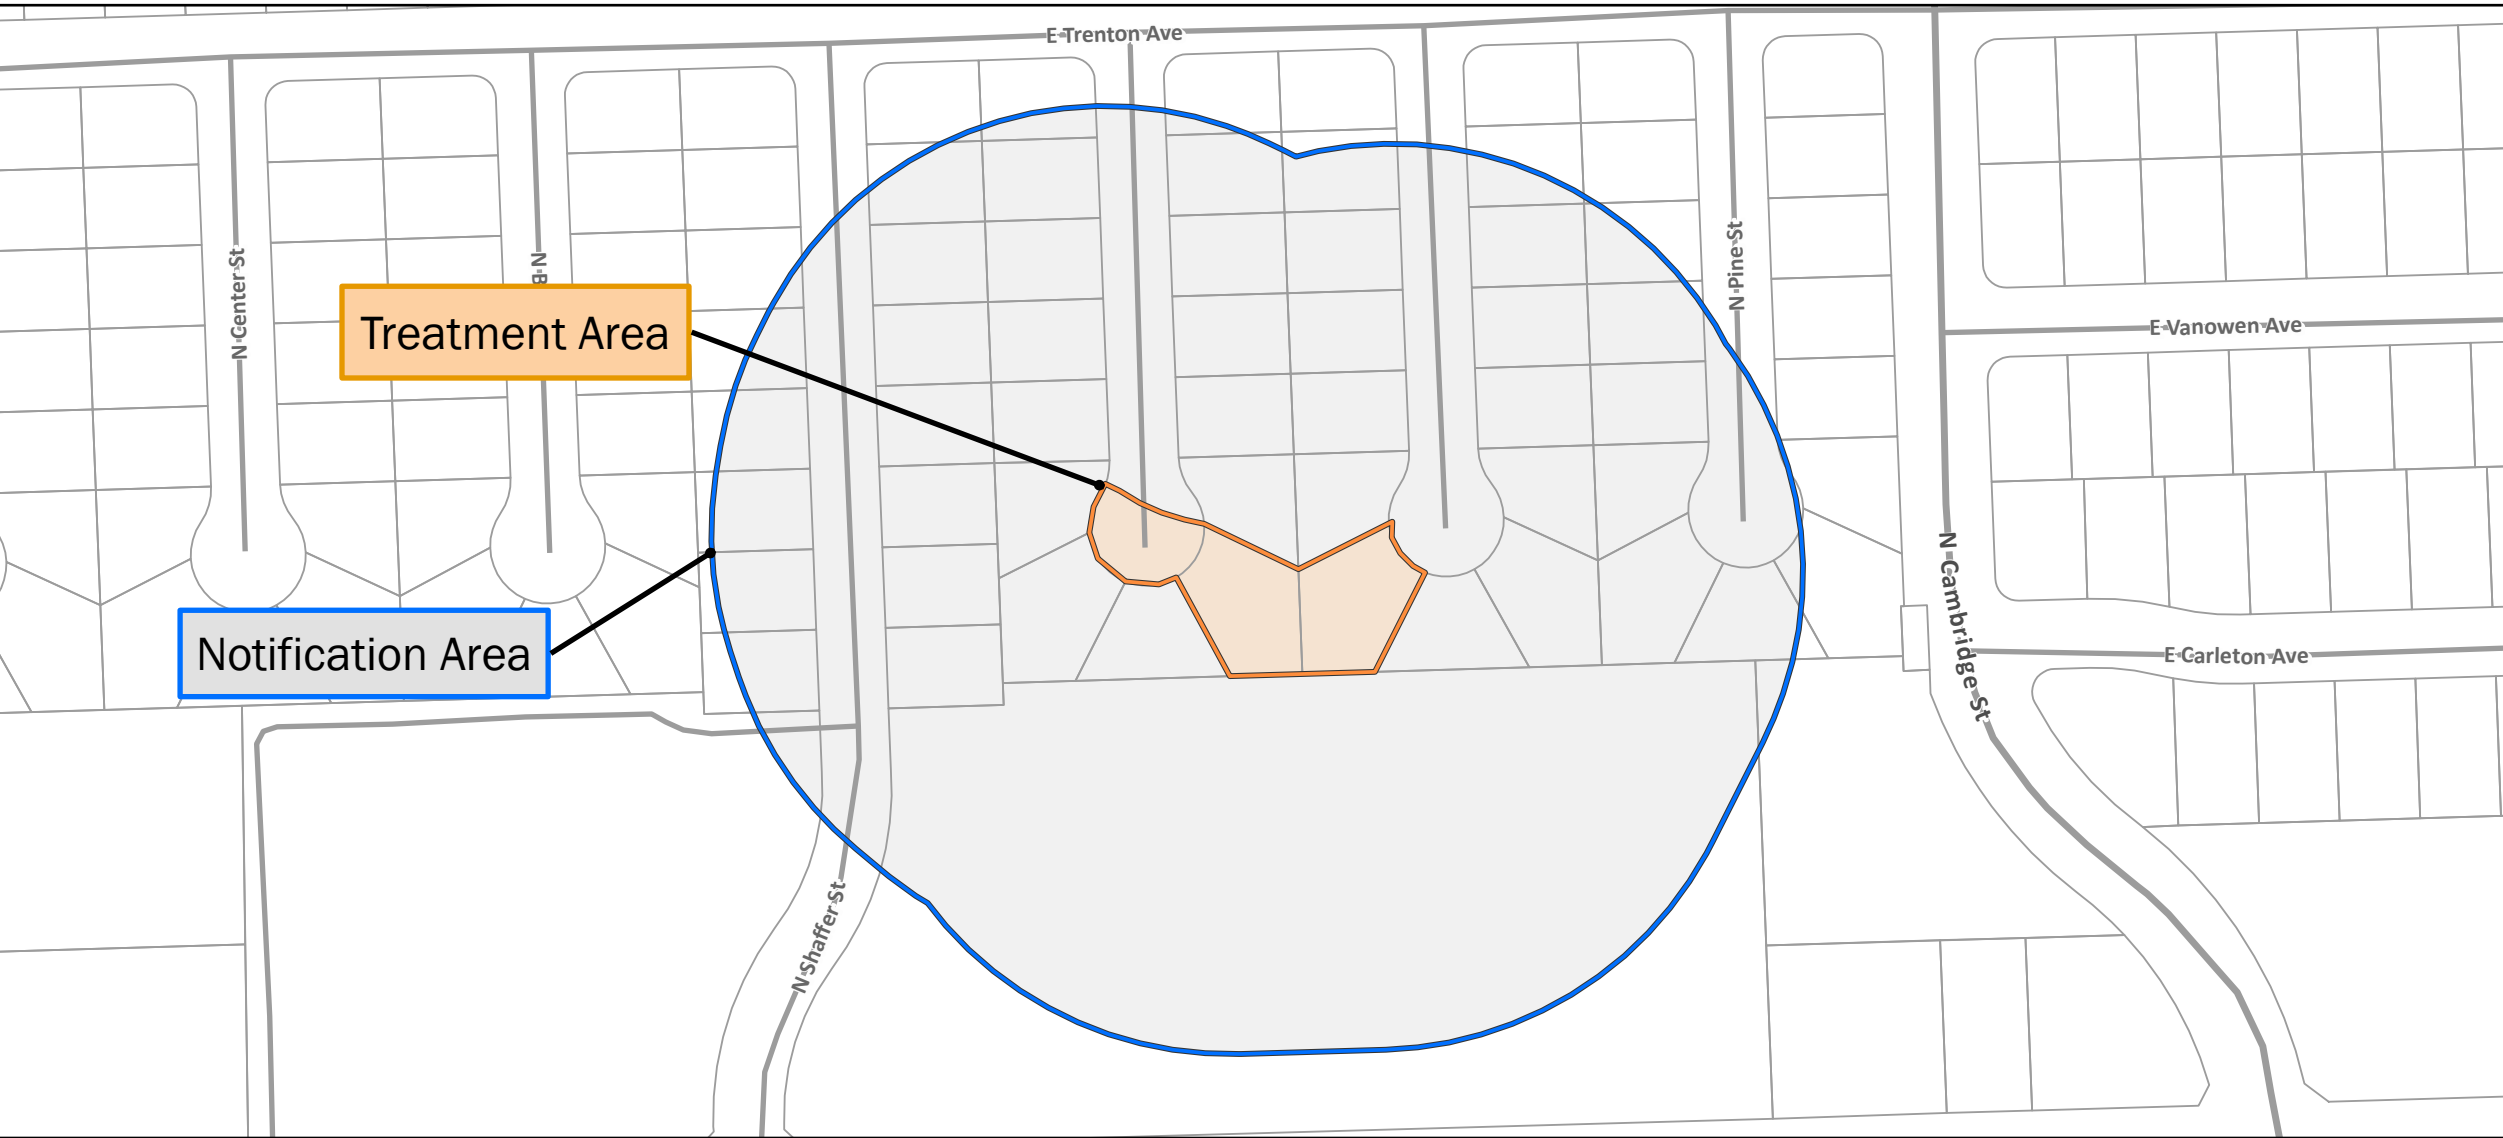 E Trenton Ave
N Center St
N B
N Pine St
Treatment Area
E Vanowen Ave
Notification Area
N Cambridge St
E Carleton Ave
N Shaffer St